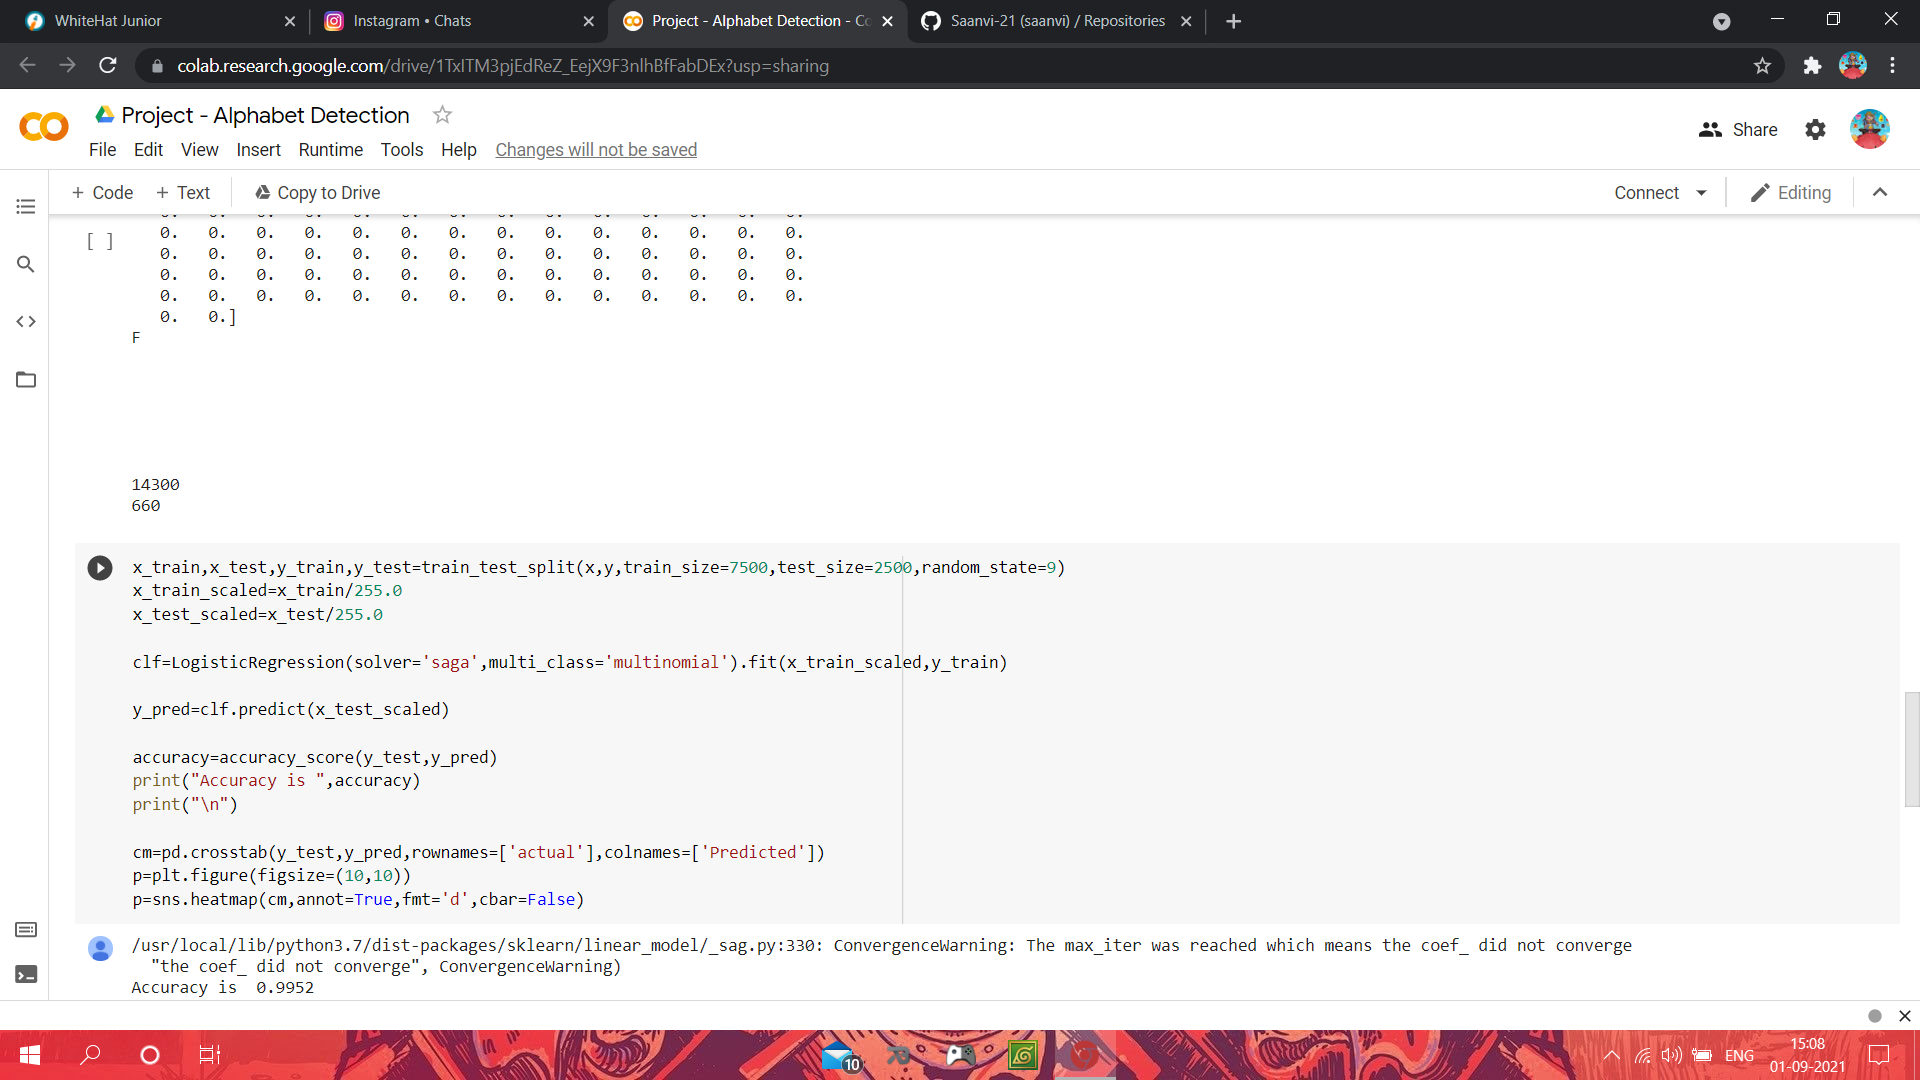 WhiteHat Junior
Instagram • Chats
Project - Alphabet Detection - Co
Saanvi-21 (saanvi) / Repositories
colab.research.google.com/drive/1TxITM3pjEdReZ_EejX9F3nlhBfFabDEx?usp=sharing
Project - Alphabet Detection
File Edit View Insert Runtime Tools Help Changes will not be saved
Share
+ Code + Text Copy to Drive
Connect
Editing
[ ]
0. 0. 0. 0. 0. 0. 0. 0. 0. 0. 0. 0. 0. 0.
0. 0. 0. 0. 0. 0. 0. 0. 0. 0. 0. 0. 0. 0.
0. 0. 0. 0. 0. 0. 0. 0. 0. 0. 0. 0. 0. 0.
0. 0. 0. 0. 0. 0. 0. 0. 0. 0. 0. 0. 0. 0.
0. 0.]
F
14300
660
x_train,x_test,y_train,y_test=train_test_split(x,y,train_size=7500,test_size=2500,random_state=9)
x_train_scaled=x_train/255.0
x_test_scaled=x_test/255.0
clf=LogisticRegression(solver='saga',multi_class='multinomial').fit(x_train_scaled,y_train)
y_pred=clf.predict(x_test_scaled)
accuracy=accuracy_score(y_test,y_pred)
print("Accuracy is ",accuracy)
print("\n")
cm=pd.crosstab(y_test,y_pred,rownames=['actual'],colnames=['Predicted'])
p=plt.figure(figsize=(10,10))
p=sns.heatmap(cm,annot=True,fmt='d',cbar=False)
/usr/local/lib/python3.7/dist-packages/sklearn/linear_model/_sag.py:330: ConvergenceWarning: The max_iter was reached which means the coef_ did not converge
"the coef_ did not converge", ConvergenceWarning)
Accuracy is  0.9952
10
ENG
15:08
01-09-2021